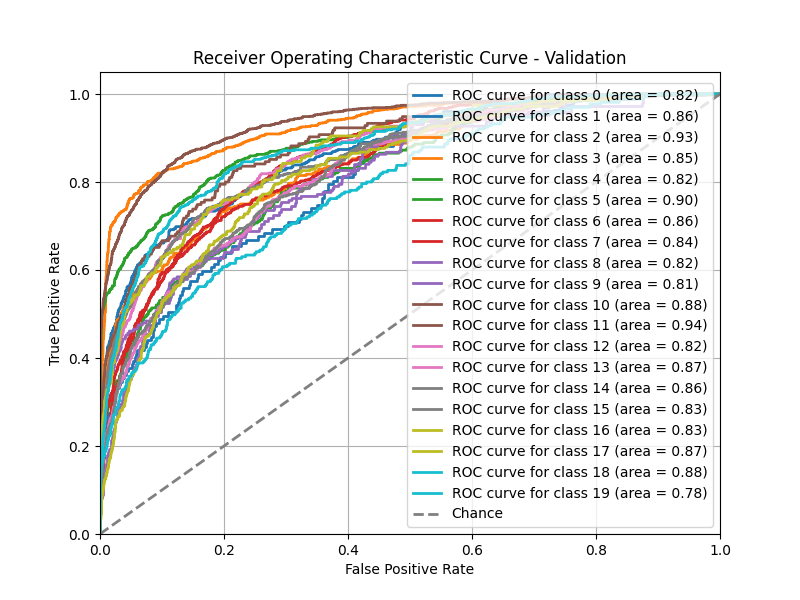 Receiver Operating Characteristic Curve - Validation
True Positive Rate
1.0
0.8
0.6
0.4
0.2
0.0
ROC curve for class 0 (area = 0.82)
ROC curve for class 1 (area = 0.86)
ROC curve for class 2 (area = 0.93)
ROC curve for class 3 (area = 0.85)
ROC curve for class 4 (area = 0.82)
ROC curve for class 5 (area = 0.90)
ROC curve for class 6 (area = 0.86)
ROC curve for class 7 (area = 0.84)
ROC curve for class 8 (area = 0.82)
ROC curve for class 9 (area = 0.81)
ROC curve for class 10 (area = 0.88)
ROC curve for class 11 (area = 0.94)
ROC curve for class 12 (area = 0.82)
ROC curve for class 13 (area = 0.87)
ROC curve for class 14 (area = 0.86)
ROC curve for class 15 (area = 0.83)
ROC curve for class 16 (area = 0.83)
ROC curve for class 17 (area = 0.87)
ROC curve for class 18 (area = 0.88)
ROC curve for class 19 (area = 0.78)
Chance
0.0 0.2 0.4 0.6 0.8 1.0
False Positive Rate